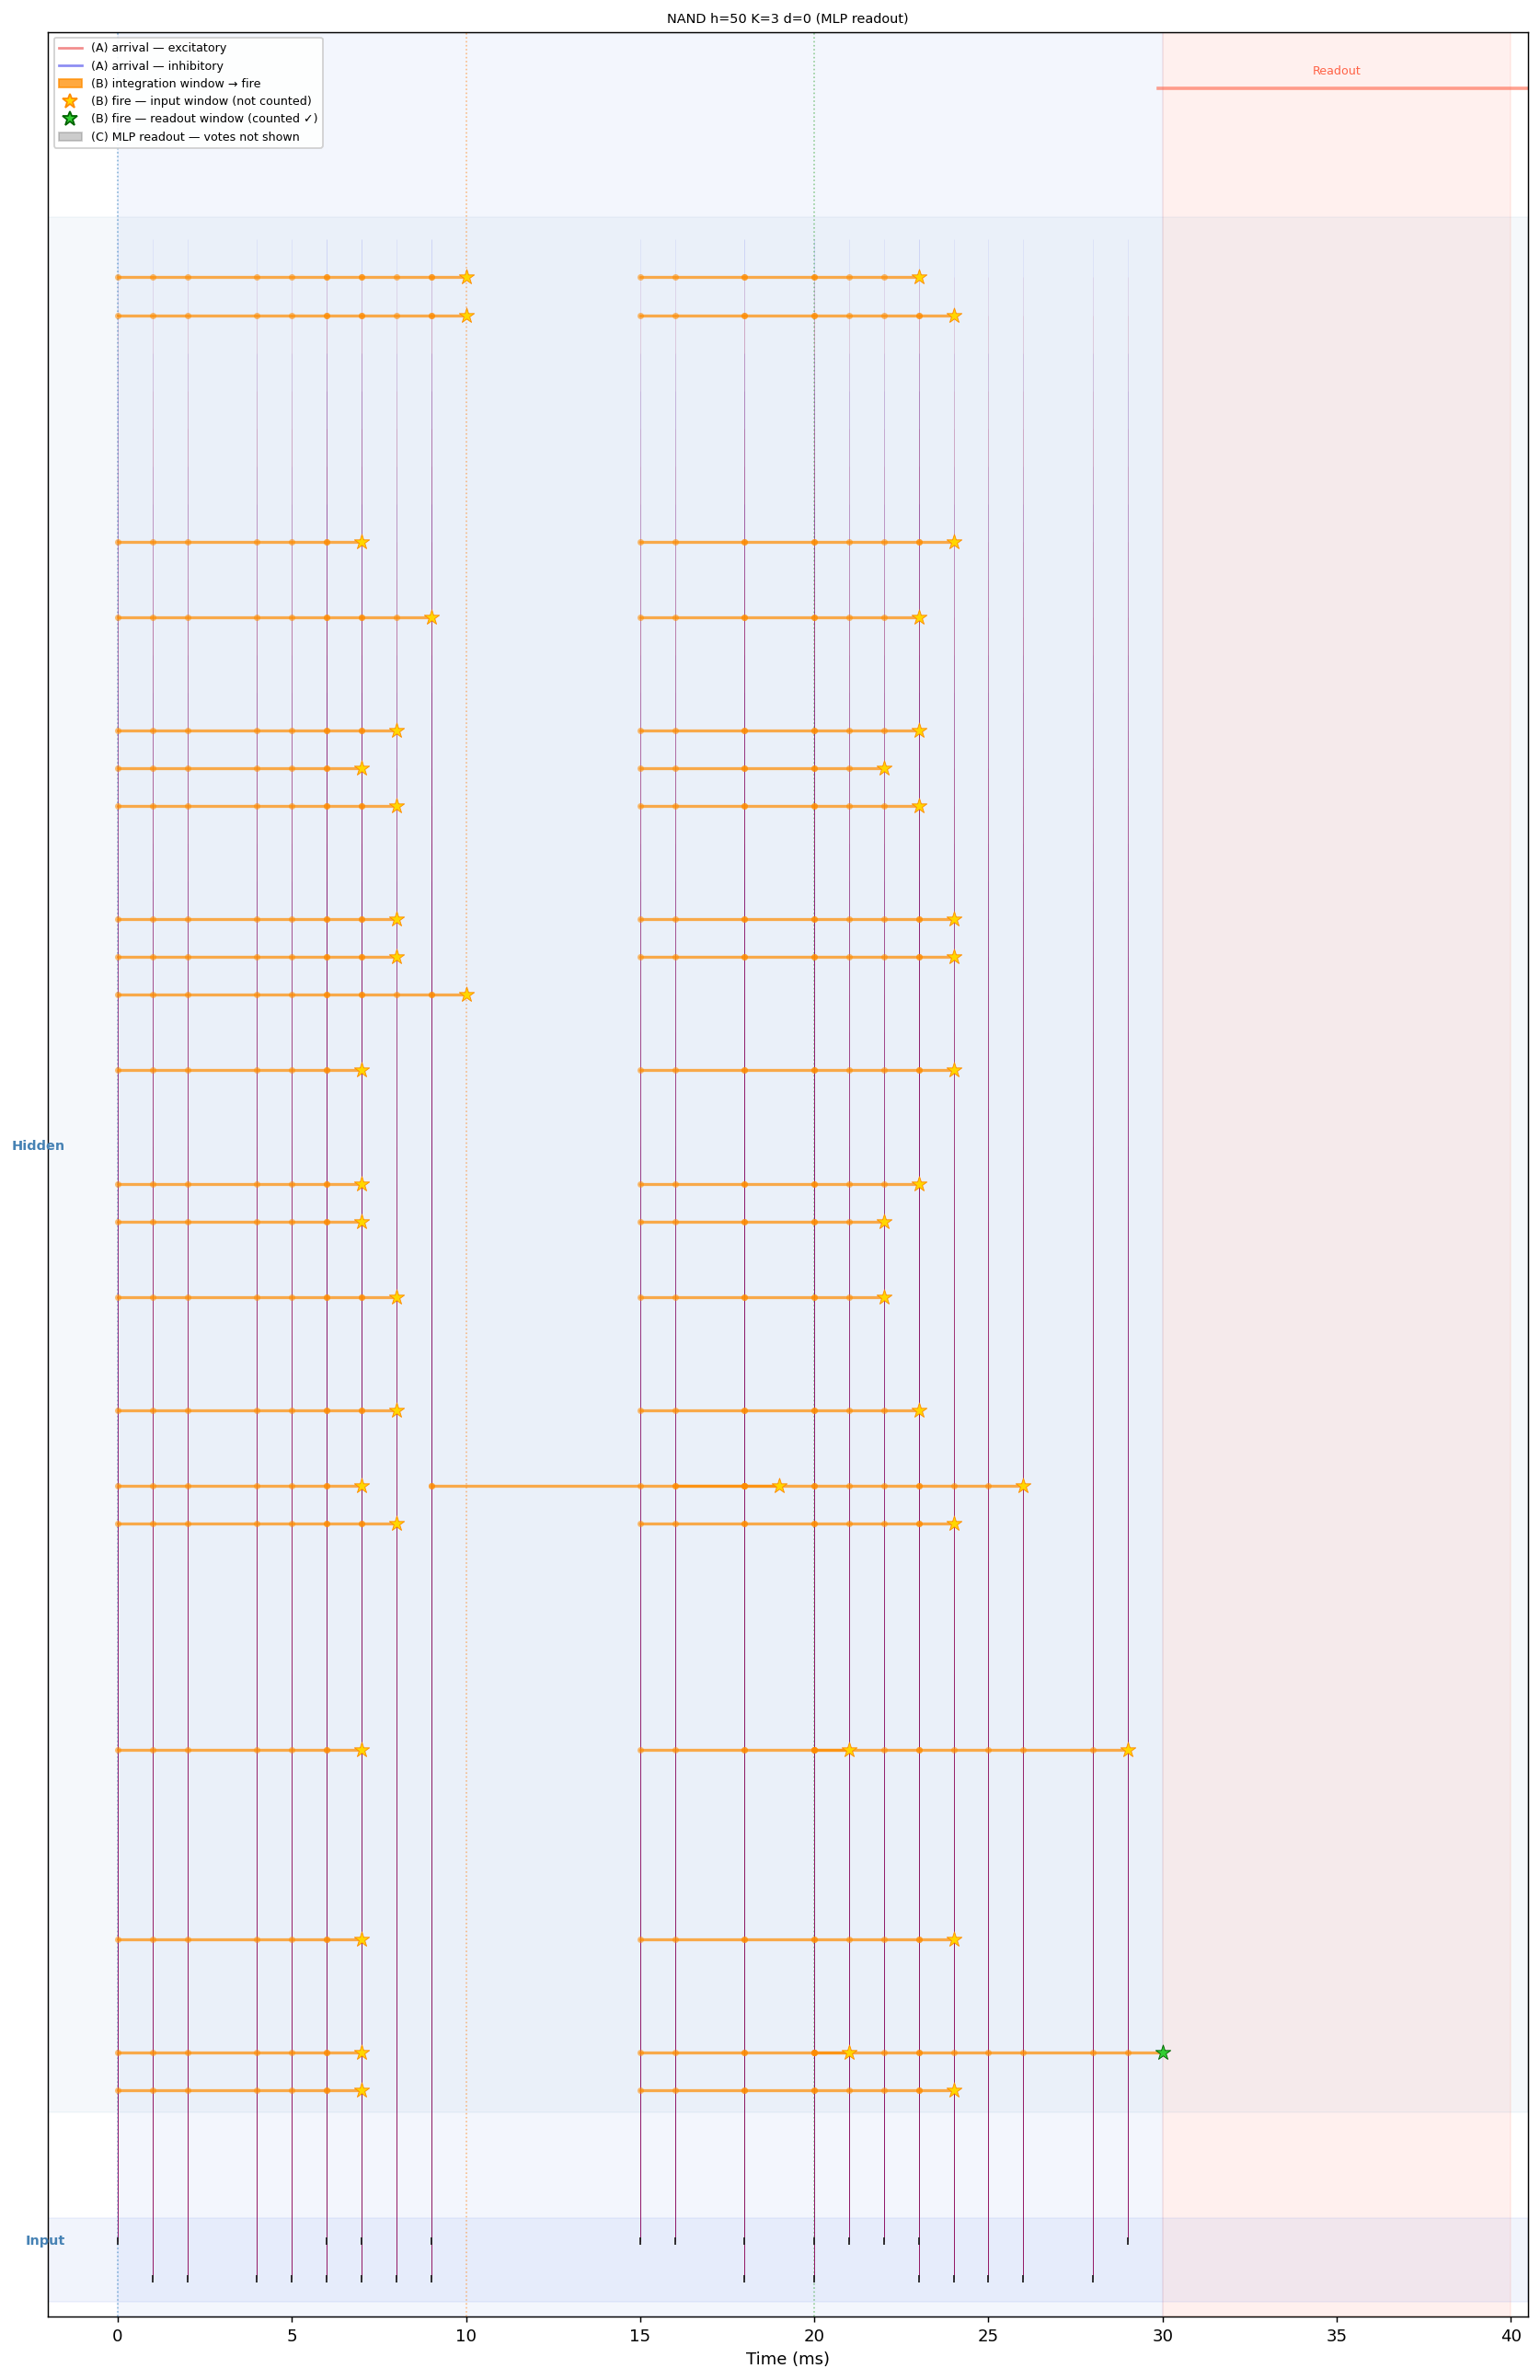 NAND h=50 K=3 d=0 (MLP readout)
(A) arrival — excitatory
(A) arrival — inhibitory
(B) integration window → fire
(B) fire — input window (not counted)
(B) fire — readout window (counted ✓)
(C) MLP readout — votes not shown
Readout
Hidden
Input
0 5 10 15 20 25 30 35 40
Time (ms)